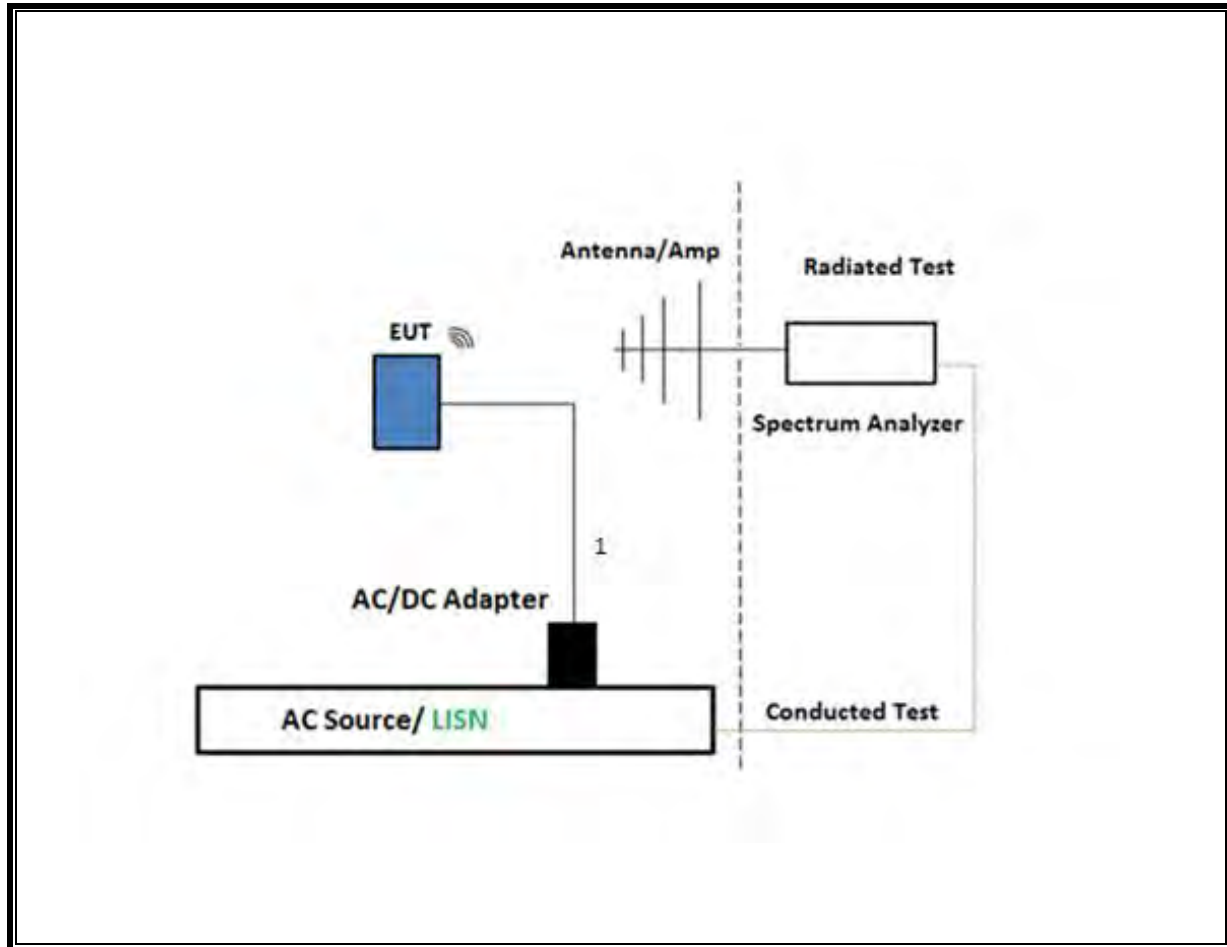 Antenna/Amp
Radiated Test
EUT
Spectrum Analyzer
1
AC/DC Adapter
AC Source/ LISN
Conducted Test